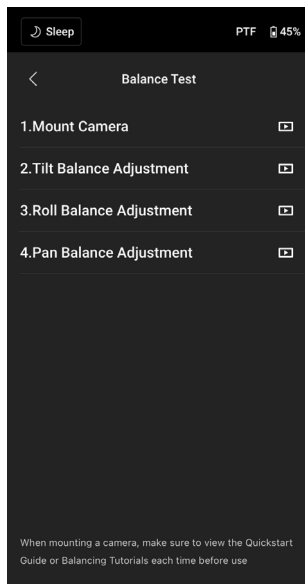 Sleep PTF 45%
Balance Test
1.Mount Camera
2.Tilt Balance Adjustment
3.Roll Balance Adjustment
4.Pan Balance Adjustment
When mounting a camera, make sure to view the Quickstart
Guide or Balancing Tutorials each time before use